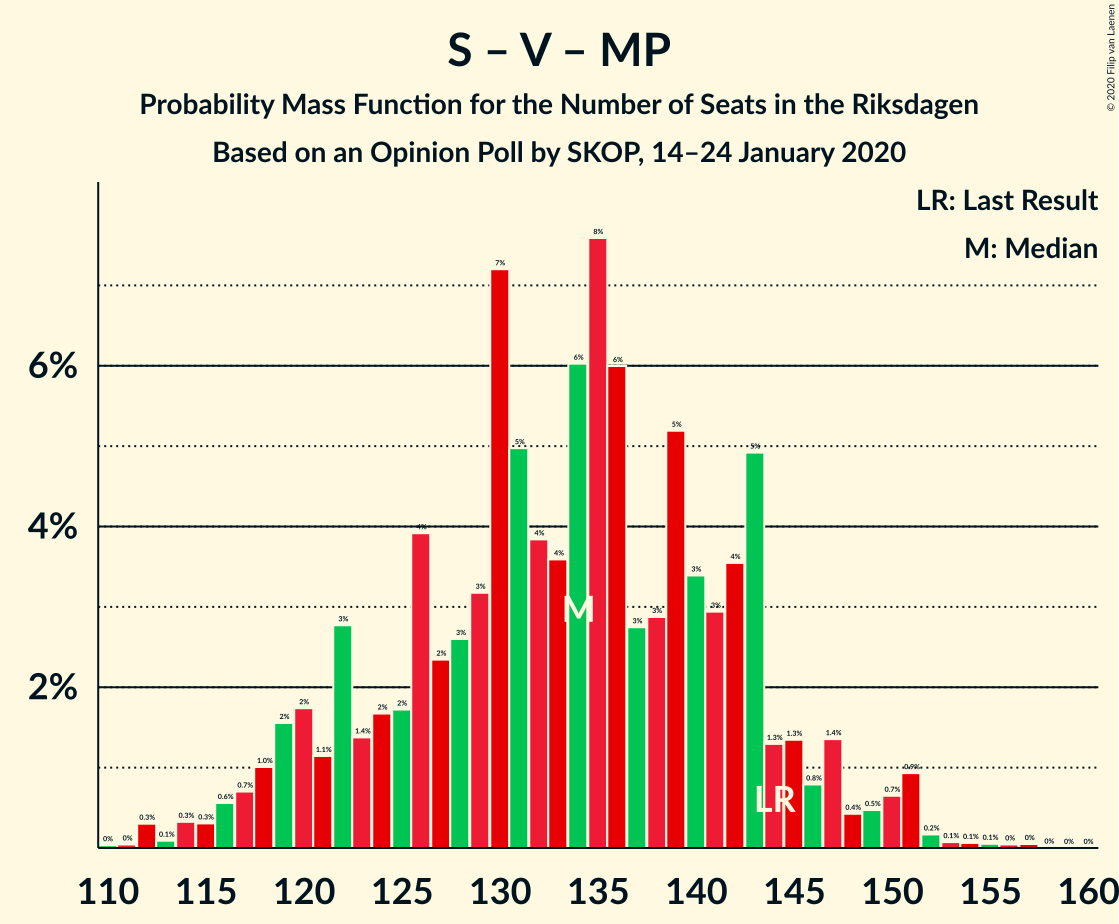 S – V – MP
Probability Mass Function for the Number of Seats in the Riksdagen
Based on an Opinion Poll by SKOP, 14–24 January 2020
© 2020 Filip van Laenen
LR: Last Result
M: Median
6%
4%
2%
0% 0% 0.3% 0.1% 0.3% 0.3% 0.6% 0.7% 1.0% 2% 2% 1.1% 3% 1.4% 2% 2% 4% 2% 3% 3% 7% 5% 4% 4% 6% 8% 6% 3% 3% 5% 3% 3% 4% 5% 1.3% 1.3% 0.8% 1.4% 0.4% 0.5% 0.7% 0.9% 0.2% 0.1% 0.1% 0.1% 0% 0% 0% 0% 0%
M
LR
110 115 120 125 130 135 140 145 150 155 160